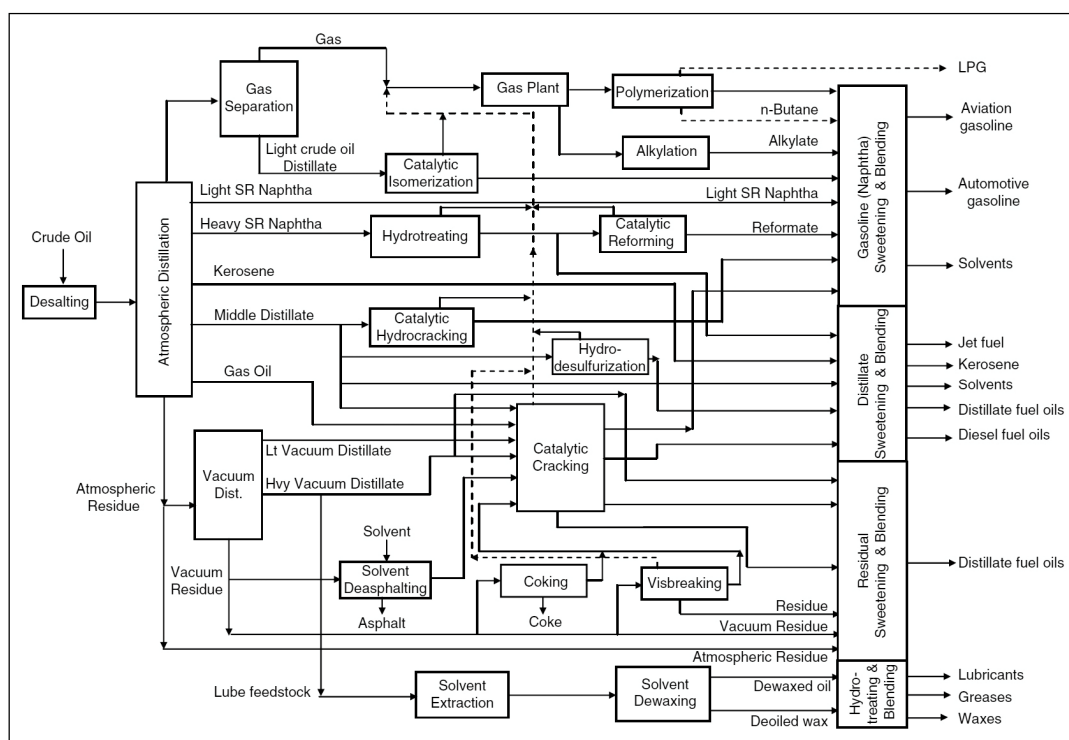 Gas
LPG
Gas
Separation
Gas Plant
Polymerization
n-Butane
Aviation
gasoline
Light crude oil
Distillate
Catalytic
Isomerization
Alkylation
Alkylate
Light SR Naphtha
Light SR Naphtha
Automotive
gasoline
Heavy SR Naphtha
Hydrotreating
Catalytic
Reforming
Reformate
Gasoline (Naphtha)
Sweetening & Blending
Crude Oil
Desalting
Atmospheric Distillation
Kerosene
Solvents
Middle Distillate
Catalytic
Hydrocracking
Hydro-
desulfurization
Distillate
Sweetening & Blending
Jet fuel
Kerosene
Solvents
Distillate fuel oils
Diesel fuel oils
Gas Oil
Catalytic
Cracking
Vacuum
Dist.
Lt Vacuum Distillate
Hvy Vacuum Distillate
Atmospheric
Residue
Solvent
Vacuum
Residue
Solvent
Deasphalting
Asphalt
Coking
Coke
Visbreaking
Residue
Vacuum Residue
Atmospheric Residue
Residual
Sweetening & Blending
Distillate fuel oils
Lube feedstock
Solvent
Extraction
Solvent
Dewaxing
Dewaxed oil
Deoiled wax
Hydro-
treating &
Blending
Lubricants
Greases
Waxes